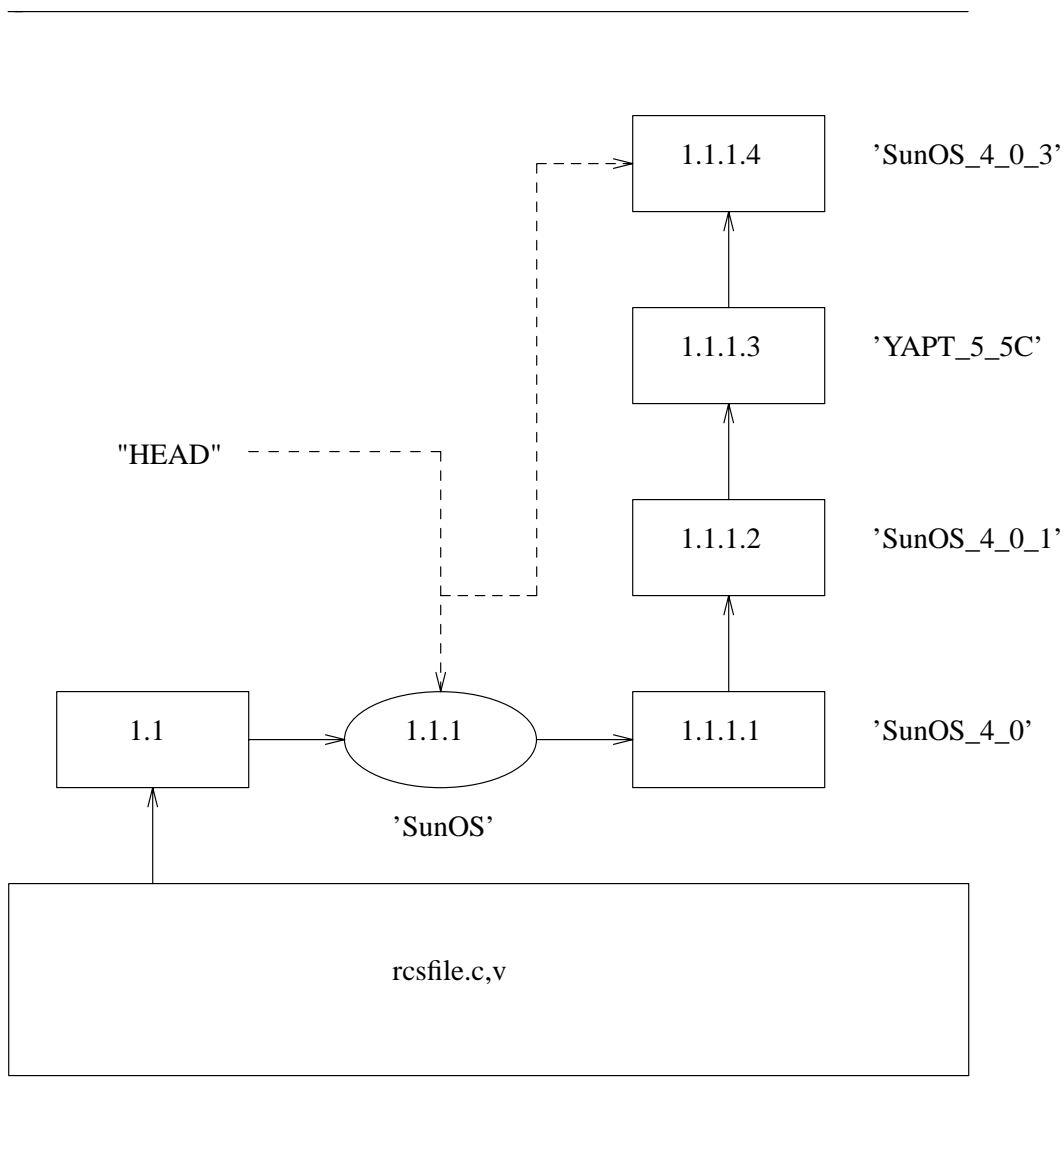 1.1.1.4 ’SunOS_4_0_3’
1.1.1.3 ’YAPT_5_5C’
"HEAD"
1.1.1.2 ’SunOS_4_0_1’
1.1 1.1.1 1.1.1.1 ’SunOS_4_0’
’SunOS’
rcsfile.c,v